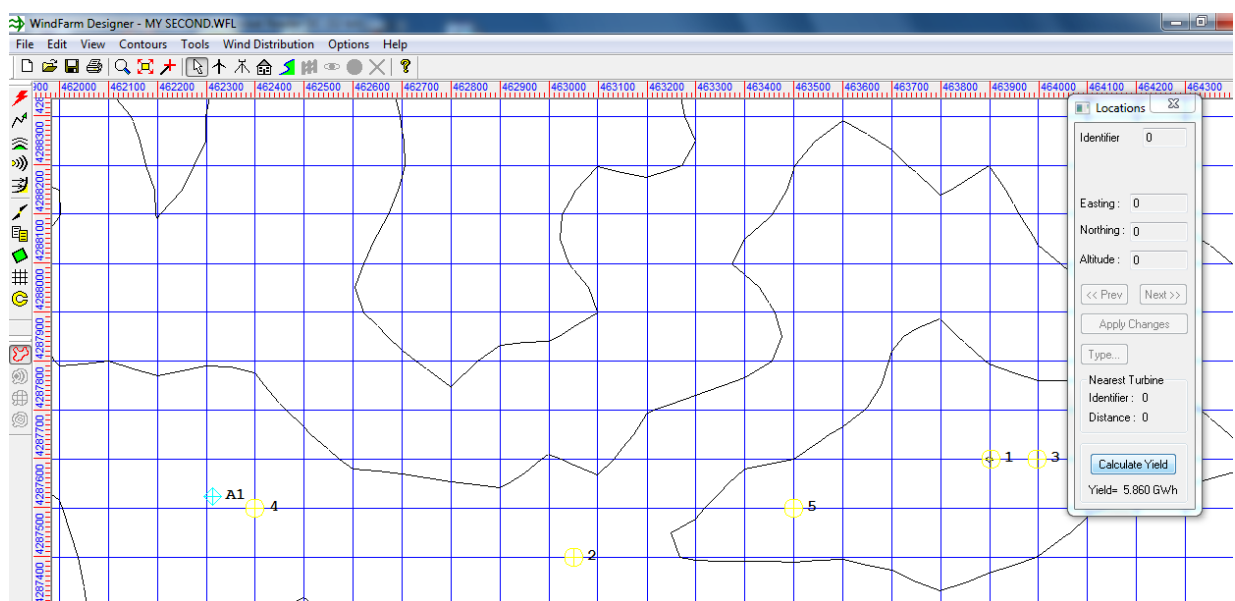 WindFarm Designer - MY SECOND.WFL
File Edit View Contours Tools Wind Distribution Options Help
900 462000 462100 462200 462300 462400 462500 462600 462700 462800 462900 463000 463100 463200 463300 463400 463500 463600 463700 463800 463900 464000 464100 464200 464300
4288300
4288200
4288100
4288000
4287900
4287800
4287700
4287600
4287500
4287400
A1
4
2
5
1
3
Locations
Identifier 0
Easting : 0
Northing : 0
Altitude : 0
<< Prev Next >>
Apply Changes
Type...
Nearest Turbine
Identifier : 0
Distance : 0
Calculate Yield
Yield= 5.860 GWh